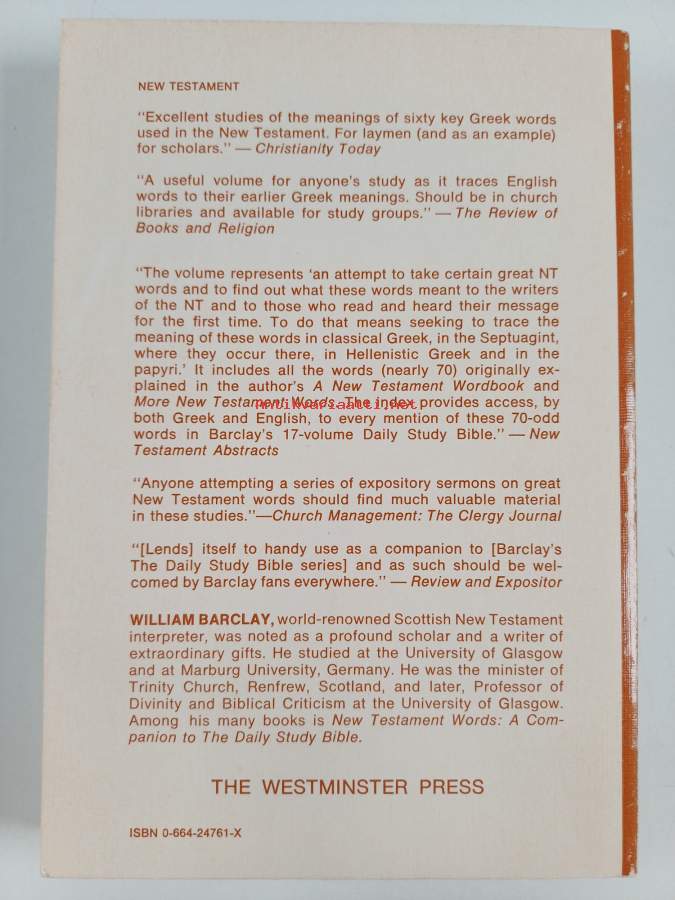 NEW TESTAMENT
"Excellent studies of the meanings of sixty key Greek words
used in the New Testament. For laymen (and as an example)
for scholars." — Christianity Today
"A useful volume for anyone's study as it traces English
words to their earlier Greek meanings. Should be in church
libraries and available for study groups." — The Review of
Books and Religion
"The volume represents 'an attempt to take certain great NT
words and to find out what these words meant to the writers
of the NT and to those who read and heard their message
for the first time. To do that means seeking to trace the
meaning of these words in classical Greek, in the Septuagint,
where they occur there, in Hellenistic Greek and in the
papyri.' It includes all the words (nearly 70) originally ex-
plained in the author's A New Testament Wordbook and
More New Testament Words. The index provides access, by
antikvariaatti.net
both Greek and English, to every mention of these 70-odd
words in Barclay's 17-volume Daily Study Bible." — New
Testament Abstracts
"Anyone attempting a series of expository sermons on great
New Testament words should find much valuable material
in these studies."—Church Management: The Clergy Journal
"[Lends] itself to handy use as a companion to [Barclay's
The Daily Study Bible series] and as such should be wel-
comed by Barclay fans everywhere." — Review and Expositor
WILLIAM BARCLAY, world-renowned Scottish New Testament
interpreter, was noted as a profound scholar and a writer of
extraordinary gifts. He studied at the University of Glasgow
and at Marburg University, Germany. He was the minister of
Trinity Church, Renfrew, Scotland, and later, Professor of
Divinity and Biblical Criticism at the University of Glasgow.
Among his many books is New Testament Words: A Com-
panion to The Daily Study Bible.
THE WESTMINSTER PRESS
ISBN 0-664-24761-X